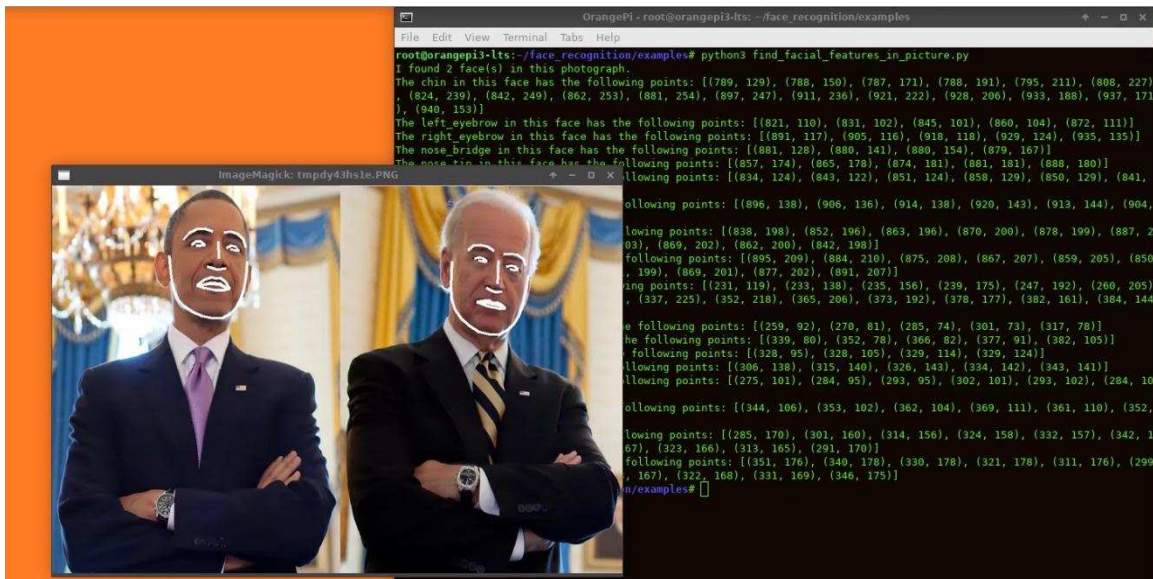 OrangePi - root@orangepi3-lts: ~/face_recognition/examples
File Edit View Terminal Tabs Help
root@orangepi3-lts:~/face_recognition/examples# python3 find_facial_features_in_picture.py
I found 2 face(s) in this photograph.
The chin in this face has the following points: [(789, 129), (788, 150), (787, 171), (788, 191), (795, 211), (808, 227)
, (824, 239), (842, 249), (862, 253), (881, 254), (897, 247), (911, 236), (921, 222), (928, 206), (933, 188), (937, 171
), (940, 153)]
The left_eyebrow in this face has the following points: [(821, 110), (831, 102), (845, 101), (860, 104), (872, 111)]
The right_eyebrow in this face has the following points: [(891, 117), (905, 116), (918, 118), (929, 124), (935, 135)]
The nose_bridge in this face has the following points: [(881, 128), (880, 141), (880, 154), (879, 167)]
The nose_tip in this face has the following points: [(857, 174), (865, 178), (874, 181), (881, 181), (888, 180)]
ImageMagick: tmpdy43hs1e.PNG
llowing points: [(834, 124), (843, 122), (851, 124), (858, 129), (850, 129), (841,
ollowing points: [(896, 138), (906, 136), (914, 138), (920, 143), (913, 144), (904,
lowing points: [(838, 198), (852, 196), (863, 196), (870, 200), (878, 199), (887, 2
03), (869, 202), (862, 200), (842, 198)]
following points: [(895, 209), (884, 210), (875, 208), (867, 207), (859, 205), (850
, 199), (869, 201), (877, 202), (891, 207)]
ing points: [(231, 119), (233, 138), (235, 156), (239, 175), (247, 192), (260, 205)
, (337, 225), (352, 218), (365, 206), (373, 192), (378, 177), (382, 161), (384, 144
e following points: [(259, 92), (270, 81), (285, 74), (301, 73), (317, 78)]
he following points: [(339, 80), (352, 78), (366, 82), (377, 91), (382, 105)]
following points: [(328, 95), (328, 105), (329, 114), (329, 124)]
llowing points: [(306, 138), (315, 140), (326, 143), (334, 142), (343, 141)]
llowing points: [(275, 101), (284, 95), (293, 95), (302, 101), (293, 102), (284, 10
ollowing points: [(344, 106), (353, 102), (362, 104), (369, 111), (361, 110), (352,
lowing points: [(285, 170), (301, 160), (314, 156), (324, 158), (332, 157), (342, 1
67), (323, 166), (313, 165), (291, 170)]
following points: [(351, 176), (340, 178), (330, 178), (321, 178), (311, 176), (299
, 167), (322, 168), (331, 169), (346, 175)]
n/examples#